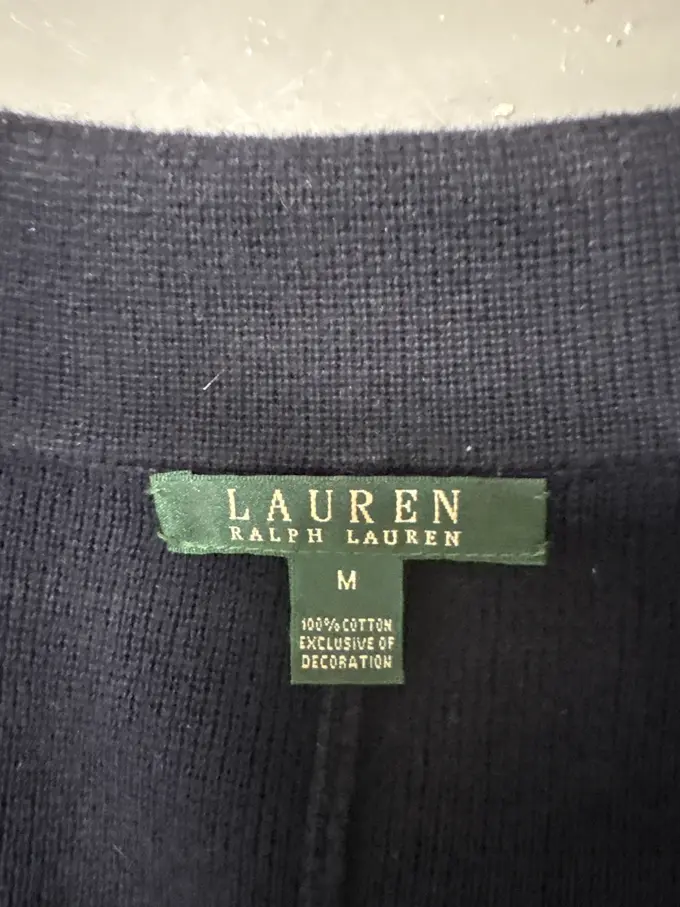 LAUREN
RALPH LAUREN
M
100% COTTON
EXCLUSIVE OF
DECORATION